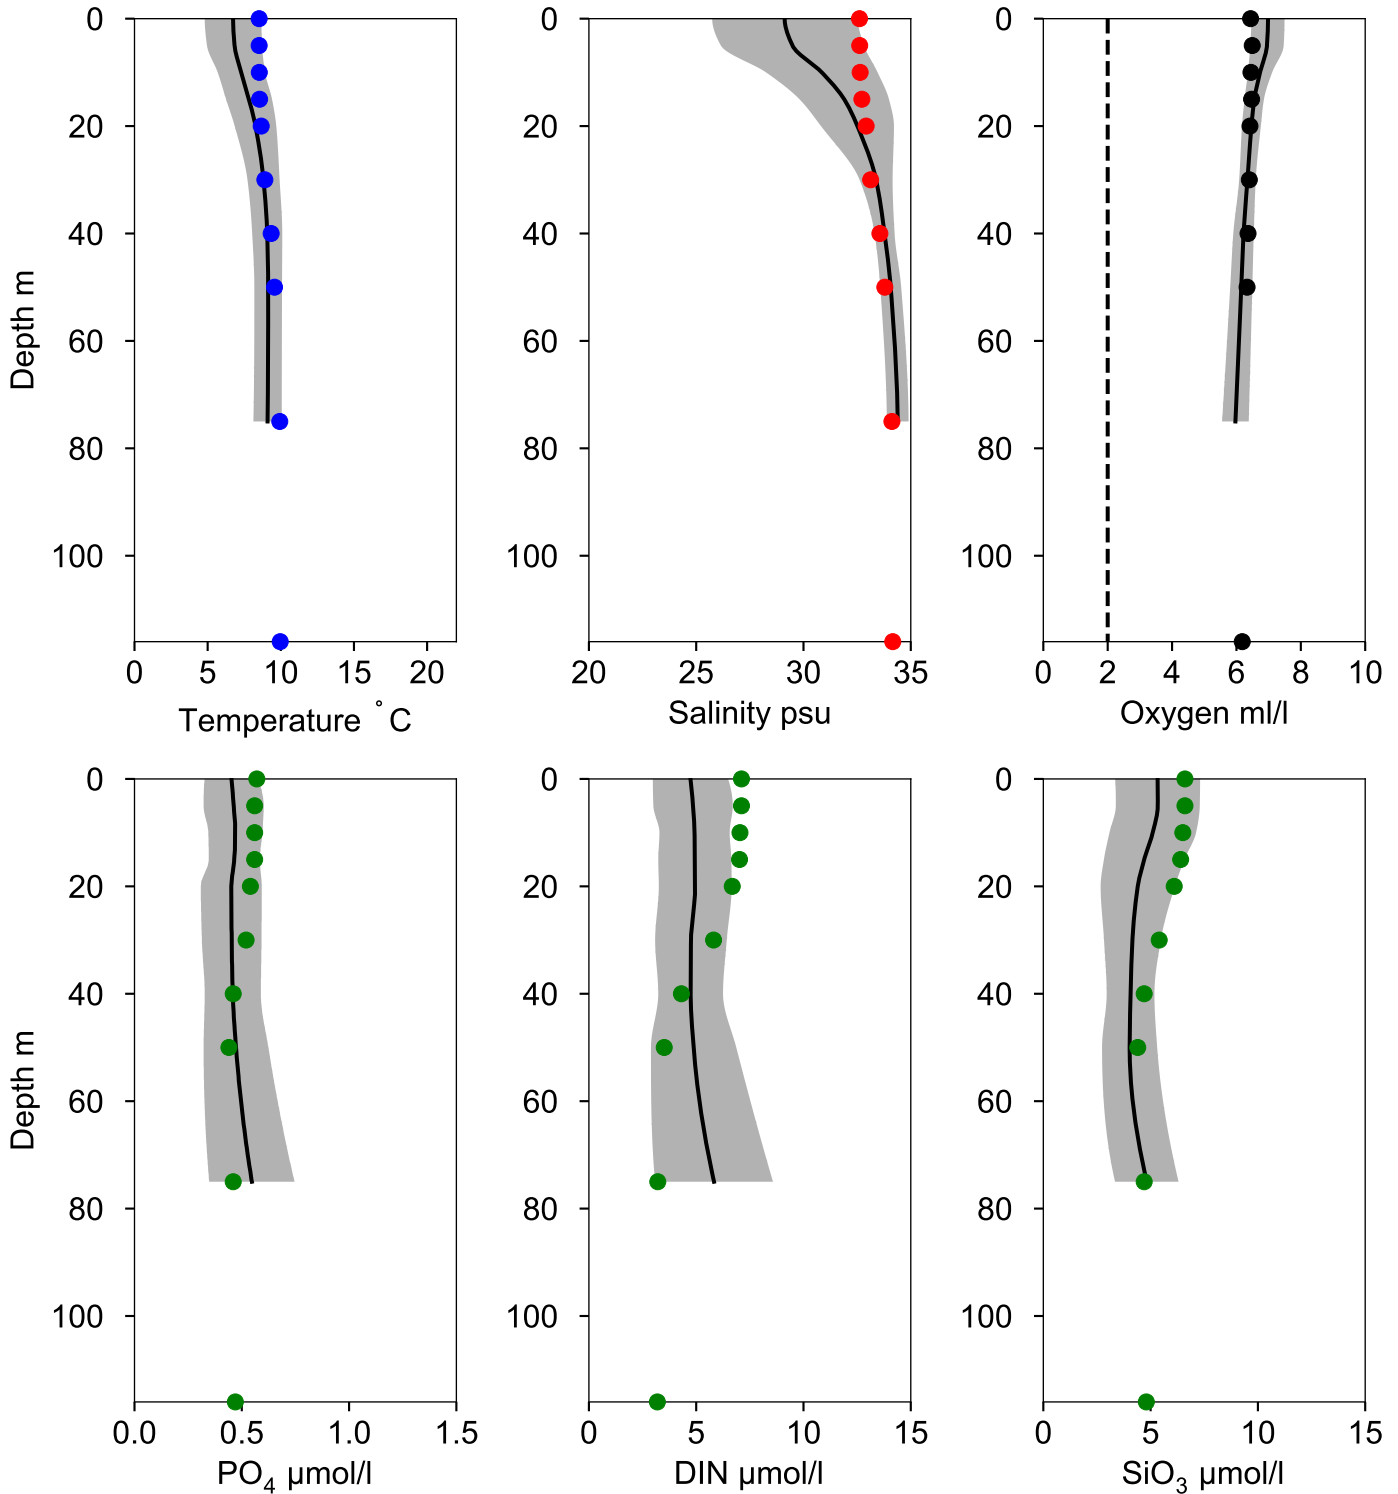 0
20
40
60
80
100
Depth m
0 5 10 15 20
Temperature °C
0
20
40
60
80
100
20 25 30 35
Salinity psu
0
20
40
60
80
100
0 2 4 6 8 10
Oxygen ml/l
0
20
40
60
80
100
Depth m
0.0 0.5 1.0 1.5
PO₄ µmol/l
0
20
40
60
80
100
0 5 10 15
DIN µmol/l
0
20
40
60
80
100
0 5 10 15
SiO₃ µmol/l